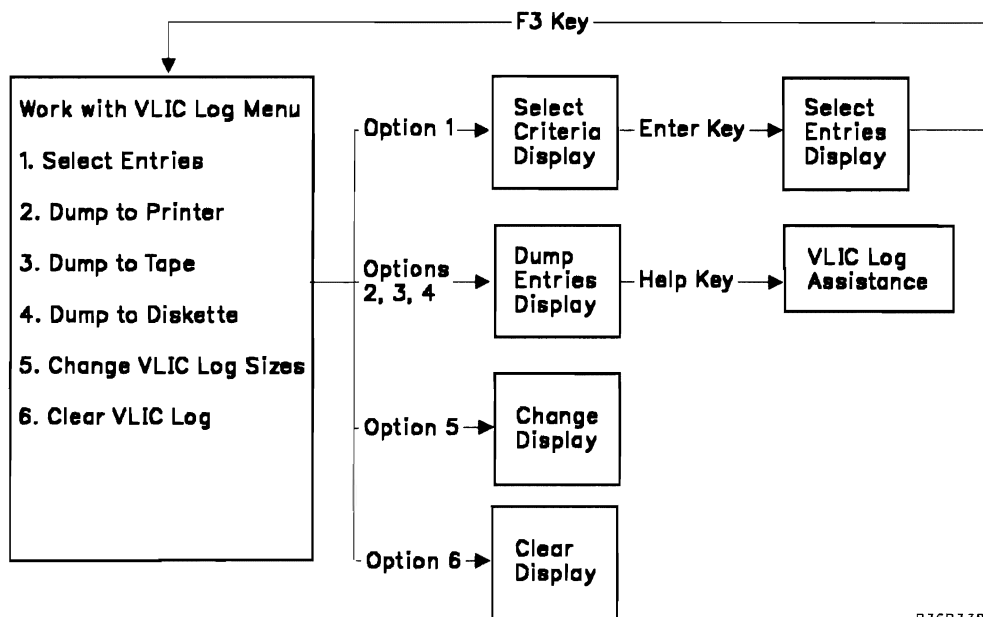 F3 Key
Work with VLIC Log Menu
1. Select Entries
2. Dump to Printer
3. Dump to Tape
4. Dump to Diskette
5. Change VLIC Log Sizes
6. Clear VLIC Log
Option 1
Select
Criteria
Display
Enter Key
Select
Entries
Display
Options
2, 3, 4
Dump
Entries
Display
Help Key
VLIC Log
Assistance
Option 5
Change
Display
Option 6
Clear
Display